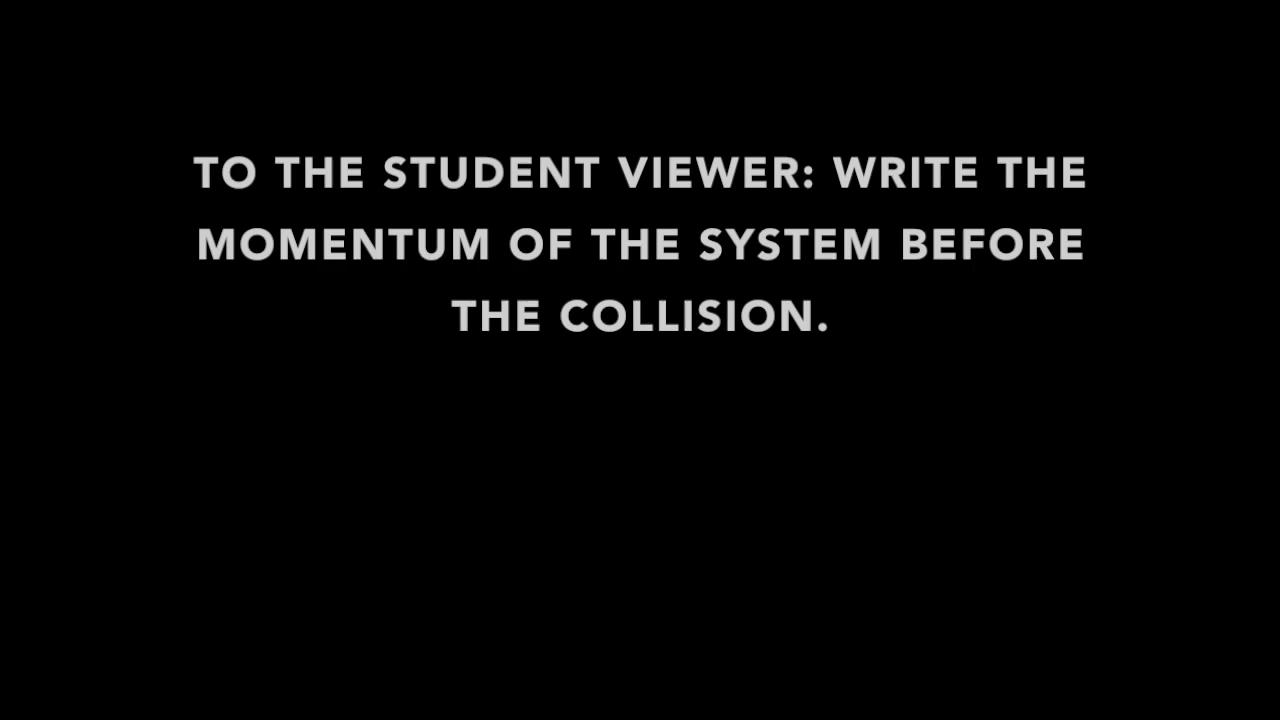 TO THE STUDENT VIEWER: WRITE THE
MOMENTUM OF THE SYSTEM BEFORE
THE COLLISION.